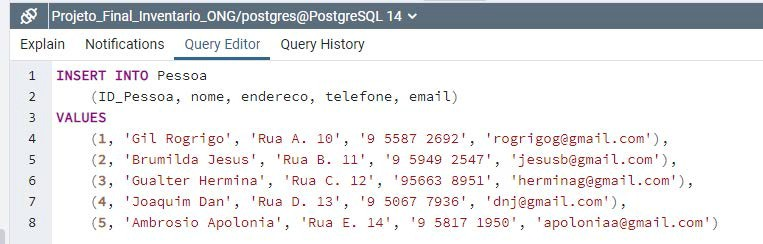 Projeto_Final_Inventario_ONG/postgres@PostgreSQL 14
Explain Notifications Query Editor Query History
1 INSERT INTO Pessoa
2 (ID_Pessoa, nome, endereco, telefone, email)
3 VALUES
4 (1, 'Gil Rogrigo', 'Rua A. 10', '9 5587 2692', 'rogrigog@gmail.com'),
5 (2, 'Brumilda Jesus', 'Rua B. 11', '9 5949 2547', 'jesusb@gmail.com'),
6 (3, 'Gualter Hermina', 'Rua C. 12', '95663 8951', 'herminag@gmail.com'),
7 (4, 'Joaquim Dan', 'Rua D. 13', '9 5067 7936', 'dnj@gmail.com'),
8 (5, 'Ambrosio Apolonia', 'Rua E. 14', '9 5817 1950', 'apoloniaa@gmail.com')